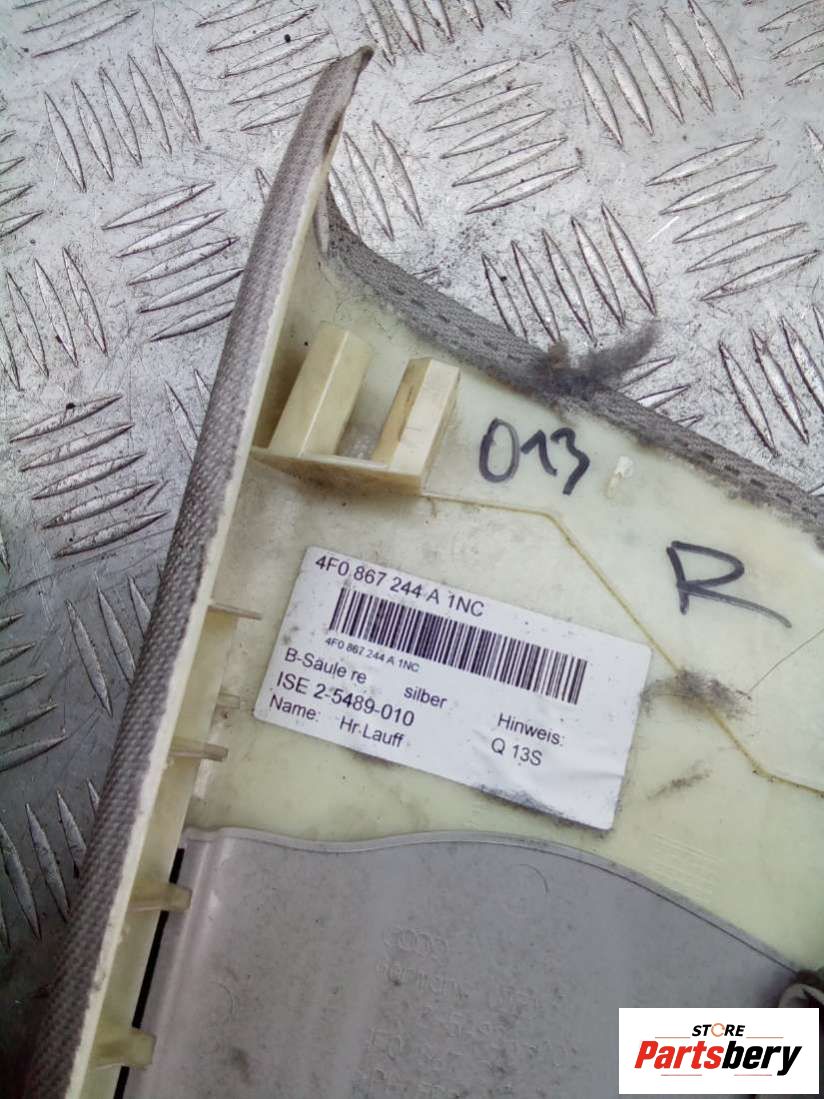 013
R
4F0 867 244 A 1NC
4F0 867 244 A 1NC
B-Säule re silber
ISE 2-5489-010
Hinweis:
Name: Hr.Lauff
Q 13S
STORE
Partsbery